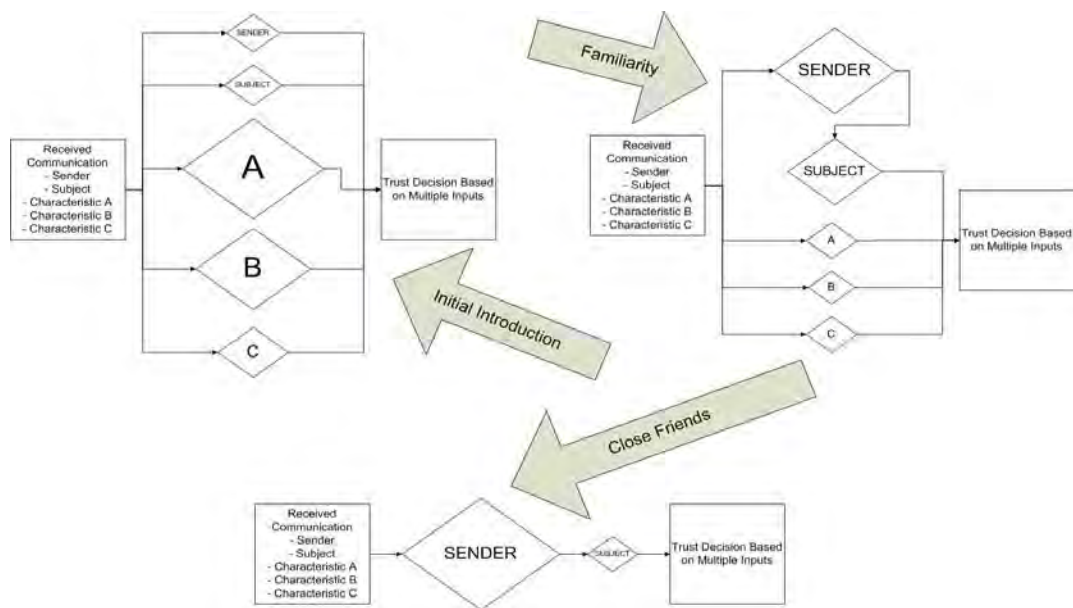 SENDER
SUBJECT
A
B
C
Received
Communication
- Sender
- Subject
- Characteristic A
- Characteristic B
- Characteristic C
Trust Decision Based
on Multiple Inputs
Familiarity
SENDER
SUBJECT
A
B
C
Received
Communication
- Sender
- Subject
- Characteristic A
- Characteristic B
- Characteristic C
Trust Decision Based
on Multiple Inputs
Initial Introduction
Close Friends
Received
Communication
- Sender
- Subject
- Characteristic A
- Characteristic B
- Characteristic C
SENDER
SUBJECT
Trust Decision Based
on Multiple Inputs